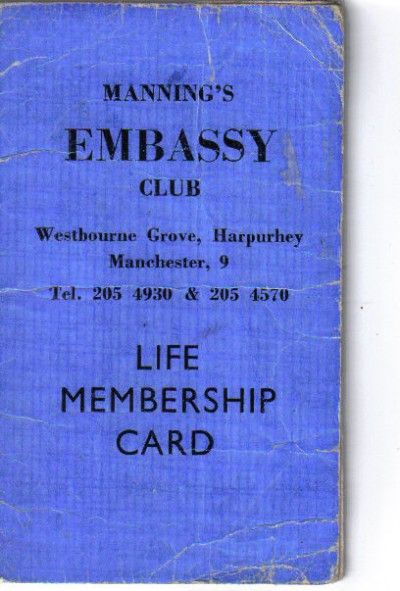 MANNING'S
EMBASSY
CLUB
Westbourne Grove, Harpurhey
Manchester, 9
Tel. 205 4930 & 205 4570
LIFE
MEMBERSHIP
CARD